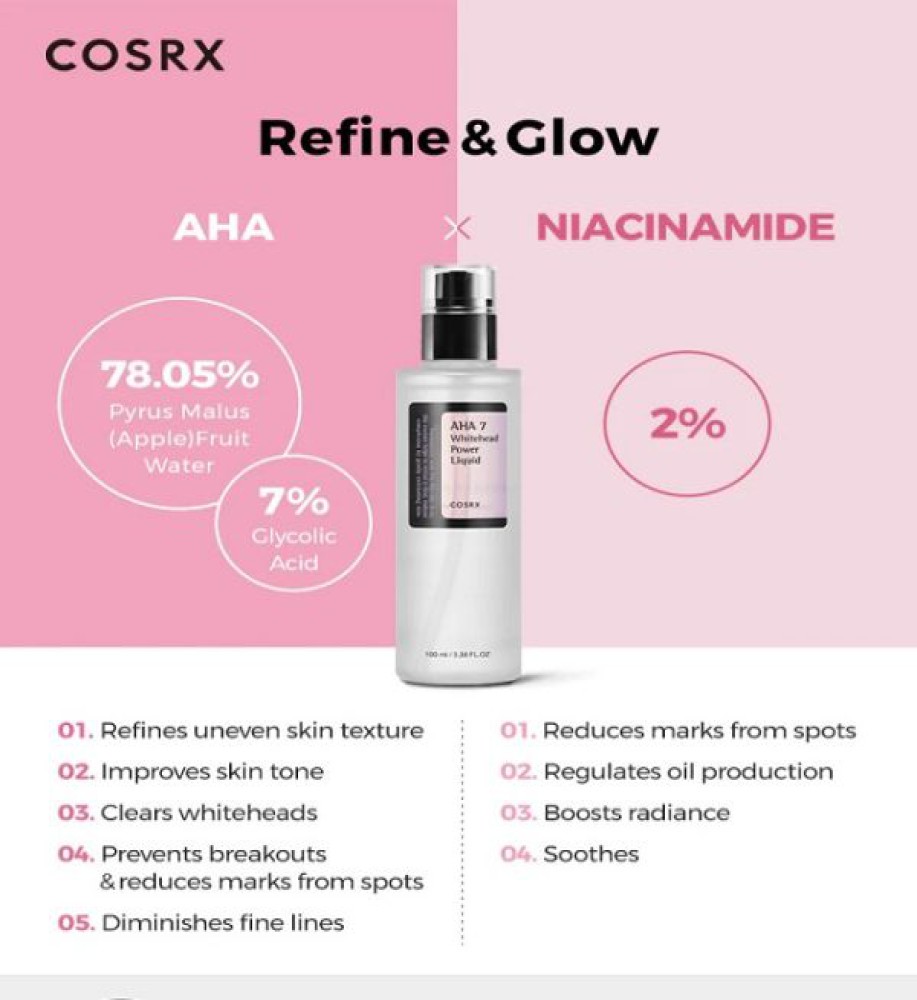 COSRX
Refine & Glow
AHA
×
NIACINAMIDE
78.05%
Pyrus Malus
(Apple)Fruit
Water
7%
Glycolic
Acid
2%
AHA 7
Whitehead
Power
Liquid
COSRX
100 ml / 3.38 FL.OZ
01. Refines uneven skin texture
02. Improves skin tone
03. Clears whiteheads
04. Prevents breakouts
& reduces marks from spots
05. Diminishes fine lines
01. Reduces marks from spots
02. Regulates oil production
03. Boosts radiance
04. Soothes